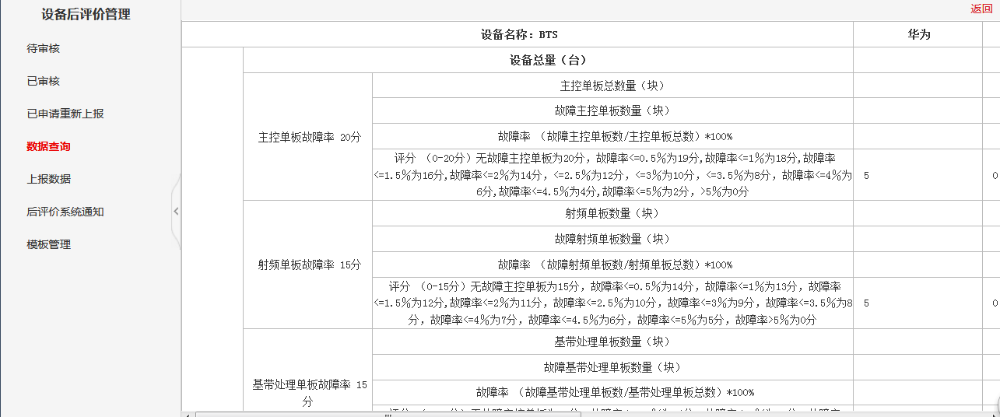 设备后评价管理
待审核
已审核
已申请重新上报
数据查询
上报数据
后评价系统通知
模板管理
返回
设备名称：BTS
华为
设备总量（台）
主控单板故障率 20分
主控单板总数量（块）
故障主控单板数量（块）
故障率 （故障主控单板数/主控单板总数）*100%
评分 （0-20分）无故障主控单板为20分，故障率<=0.5%为19分,故障率<=1%为18分,故障率
<=1.5%为16分,故障率<=2%为14分，<=2.5%为12分，<=3%为10分，<=3.5%为8分，故障率<=4%为
6分,故障率<=4.5%为4分,故障率<=5%为2分，>5%为0分
5
0
射频单板故障率 15分
射频单板数量（块）
故障射频单板数量（块）
故障率 （故障射频单板数/射频单板总数）*100%
评分 （0-15分）无故障主控单板为15分，故障率<=0.5%为14分，故障率<=1%为13分，故障率
<=1.5%为12分,故障率<=2%为11分，故障率<=2.5%为10分，故障率<=3%为9分，故障率<=3.5%为8
分，故障率<=4%为7分，故障率<=4.5%为6分，故障率<=5%为5分，故障率>5%为0分
5
0
基带处理单板故障率 15
分
基带处理单板数量（块）
故障基带处理单板数量（块）
故障率 （故障基带处理单板数/基带处理单板总数）*100%